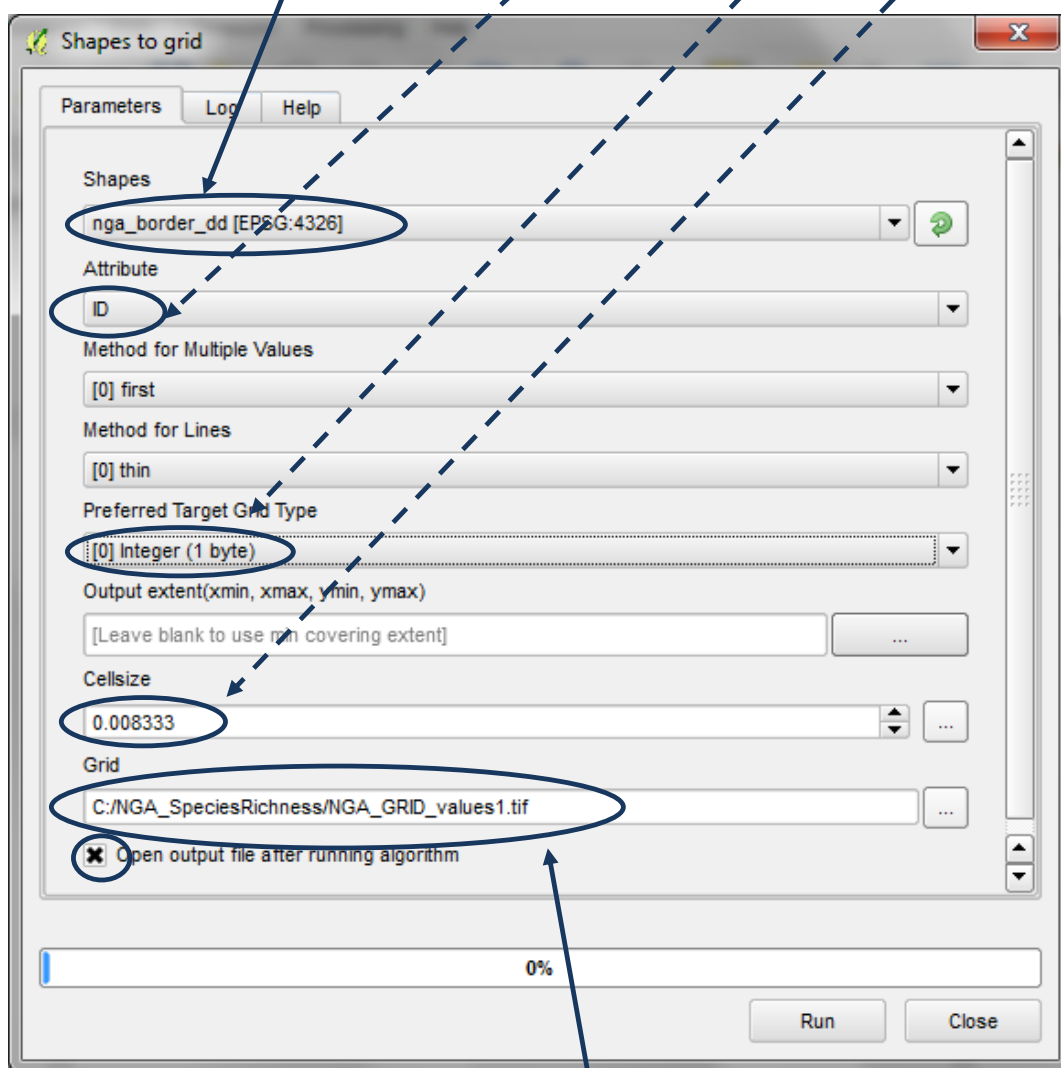 Shapes to grid
Parameters Log Help
Shapes
nga_border_dd [EPSG:4326]
Attribute
ID
Method for Multiple Values
[0] first
Method for Lines
[0] thin
Preferred Target Grid Type
[0] Integer (1 byte)
Output extent(xmin, xmax, ymin, ymax)
[Leave blank to use min covering extent] ...
Cellsize
0.008333 ...
Grid
C:/NGA_SpeciesRichness/NGA_GRID_values1.tif ...
Open output file after running algorithm
0%
Run Close